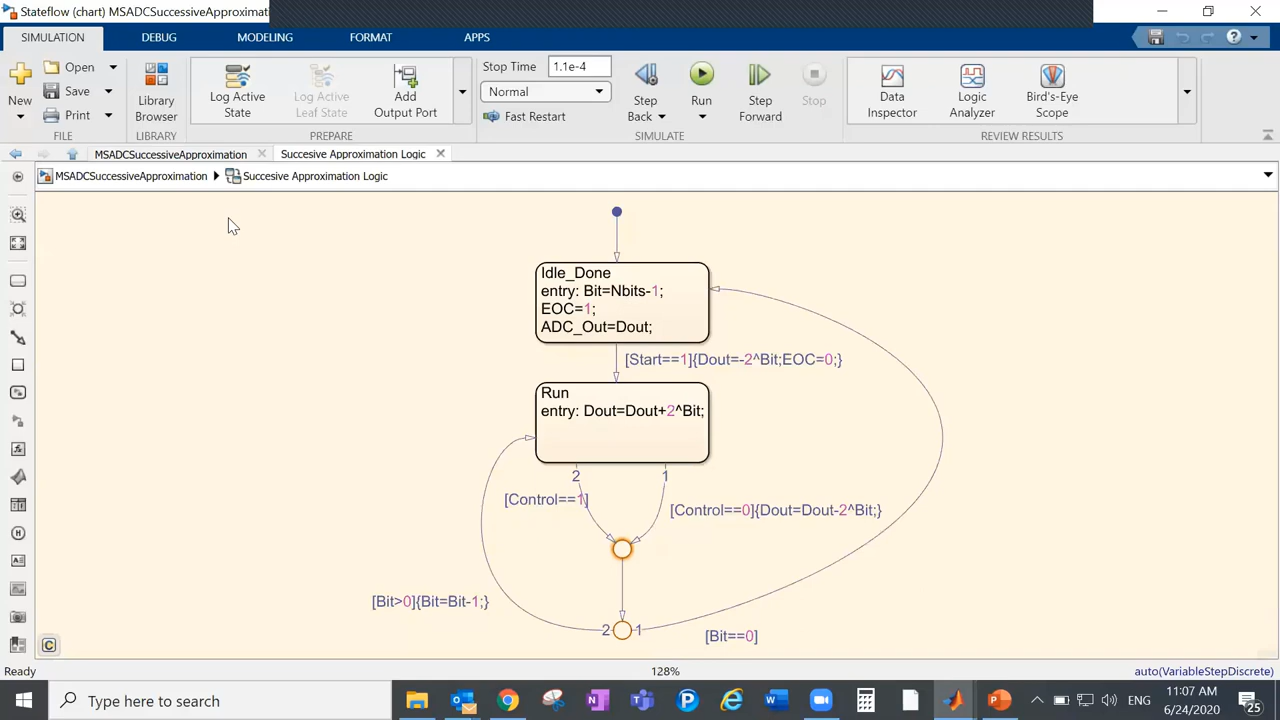 Stateflow (chart) MSADCSuccessiveApproximati
SIMULATION DEBUG MODELING FORMAT APPS
New
Open
Save
Print
FILE
Library Browser
LIBRARY
Log Active State
Log Active Leaf State
Add Output Port
PREPARE
Stop Time 1.1e-4
Normal
Fast Restart
Step Back
Run
Step Forward
Stop
SIMULATE
Data Inspector
Logic Analyzer
Bird's-Eye Scope
REVIEW RESULTS
MSADCSuccessiveApproximation Succesive Approximation Logic
MSADCSuccessiveApproximation Succesive Approximation Logic
Idle_Done
entry: Bit=Nbits-1;
EOC=1;
ADC_Out=Dout;
[Start==1]{Dout=-2^Bit;EOC=0;}
Run
entry: Dout=Dout+2^Bit;
2 1
[Control==1]
[Control==0]{Dout=Dout-2^Bit;}
[Bit>0]{Bit=Bit-1;}
2 1
[Bit==0]
Ready 128% auto(VariableStepDiscrete)
Type here to search
ENG
11:07 AM
6/24/2020
25